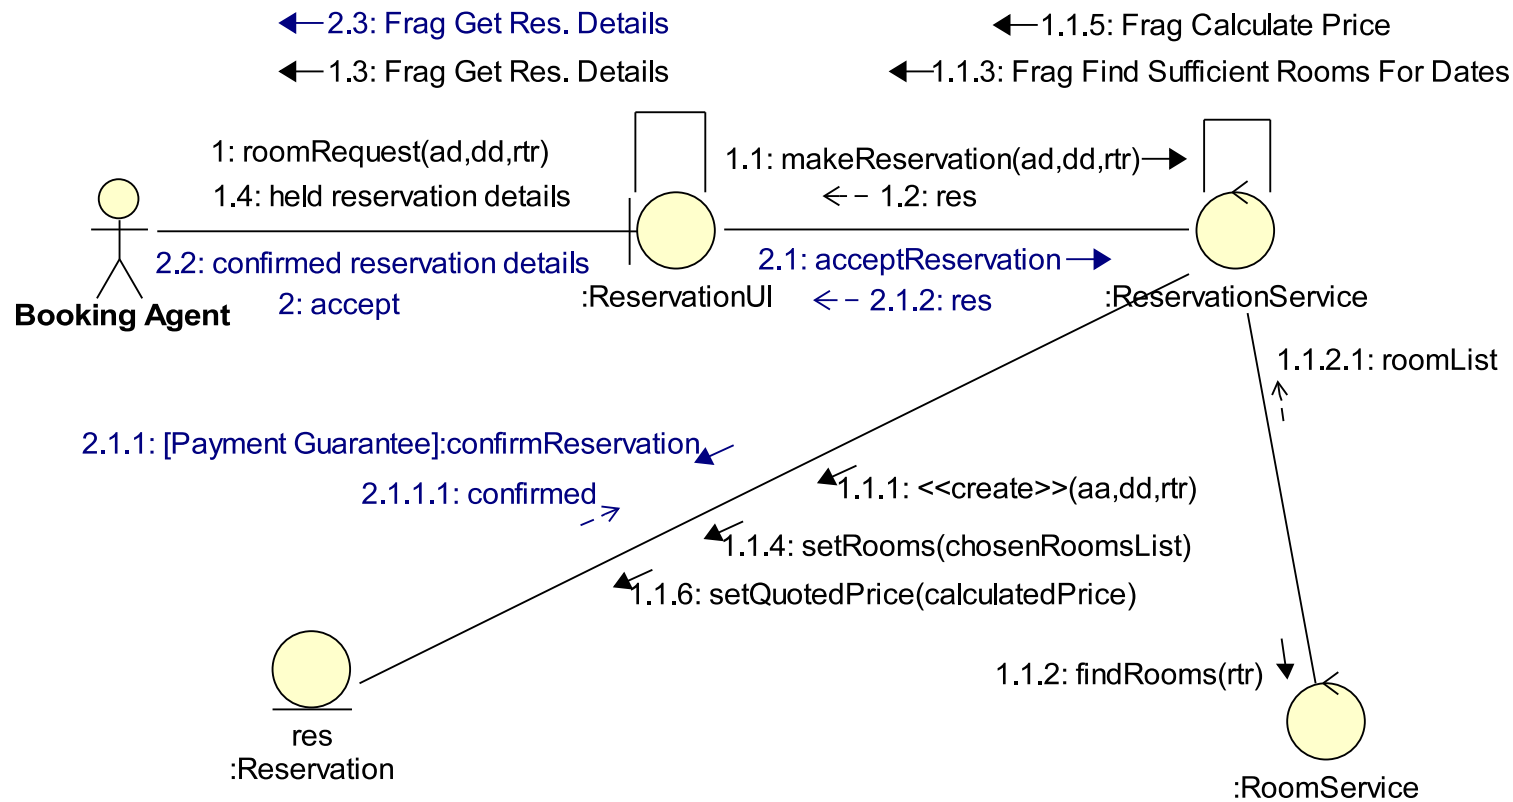 2.3: Frag Get Res. Details
1.1.5: Frag Calculate Price
1.3: Frag Get Res. Details
1.1.3: Frag Find Sufficient Rooms For Dates
1: roomRequest(ad,dd,rtr)
1.1: makeReservation(ad,dd,rtr)
1.4: held reservation details
1.2: res
2.2: confirmed reservation details
2.1: acceptReservation
2: accept
:ReservationUI
2.1.2: res
:ReservationService
Booking Agent
1.1.2.1: roomList
2.1.1: [Payment Guarantee]:confirmReservation
2.1.1.1: confirmed
1.1.1: <<create>>(aa,dd,rtr)
1.1.4: setRooms(chosenRoomsList)
1.1.6: setQuotedPrice(calculatedPrice)
1.1.2: findRooms(rtr)
res
:Reservation
:RoomService